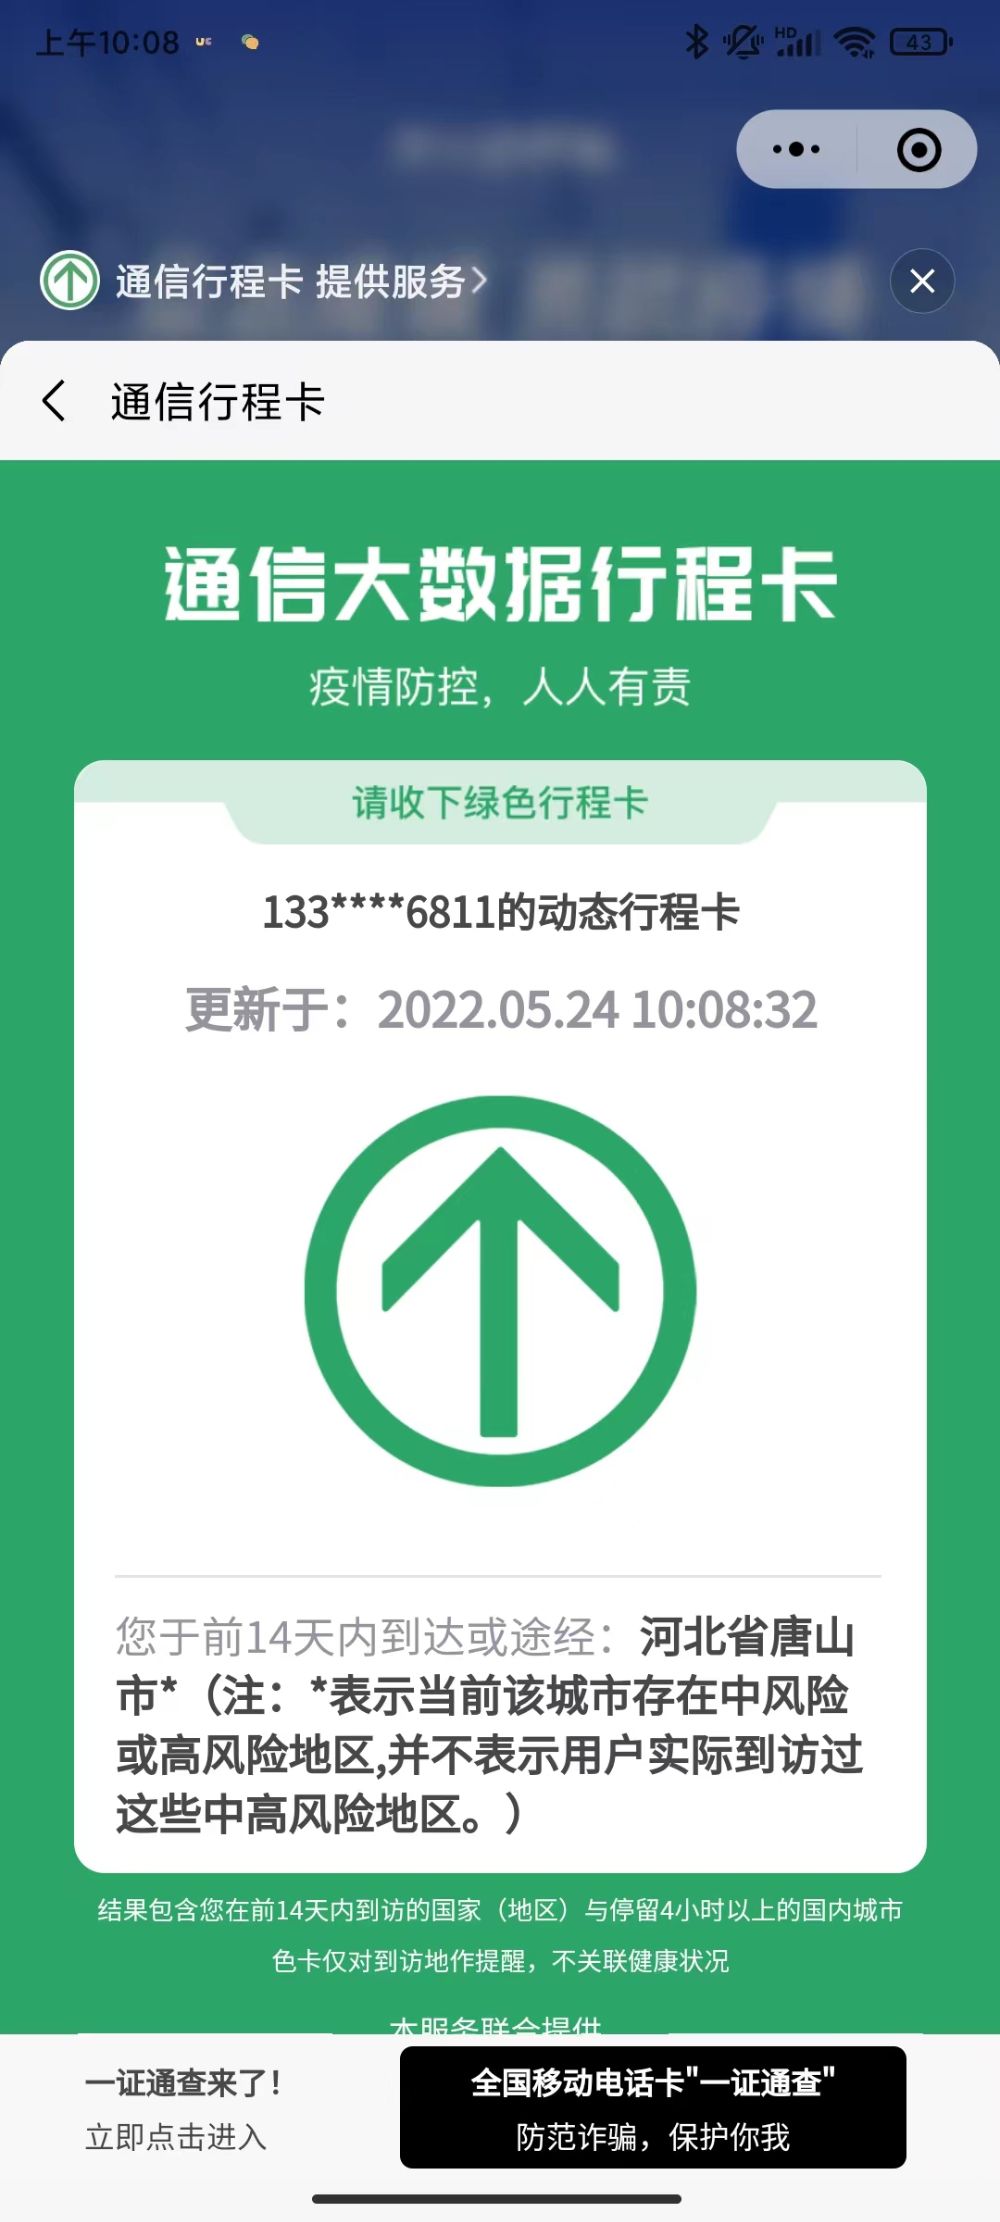 上午10:08
HD
43
通信行程卡 提供服务
通信行程卡
通信大数据行程卡
疫情防控，人人有责
请收下绿色行程卡
133****6811的动态行程卡
更新于：2022.05.24 10:08:32
您于前14天内到达或途经：河北省唐山
市*（注：*表示当前该城市存在中风险
或高风险地区,并不表示用户实际到访过
这些中高风险地区。）
结果包含您在前14天内到访的国家（地区）与停留4小时以上的国内城市
色卡仅对到访地作提醒，不关联健康状况
本服务联合提供
一证通查来了！
立即点击进入
全国移动电话卡"一证通查"
防范诈骗，保护你我